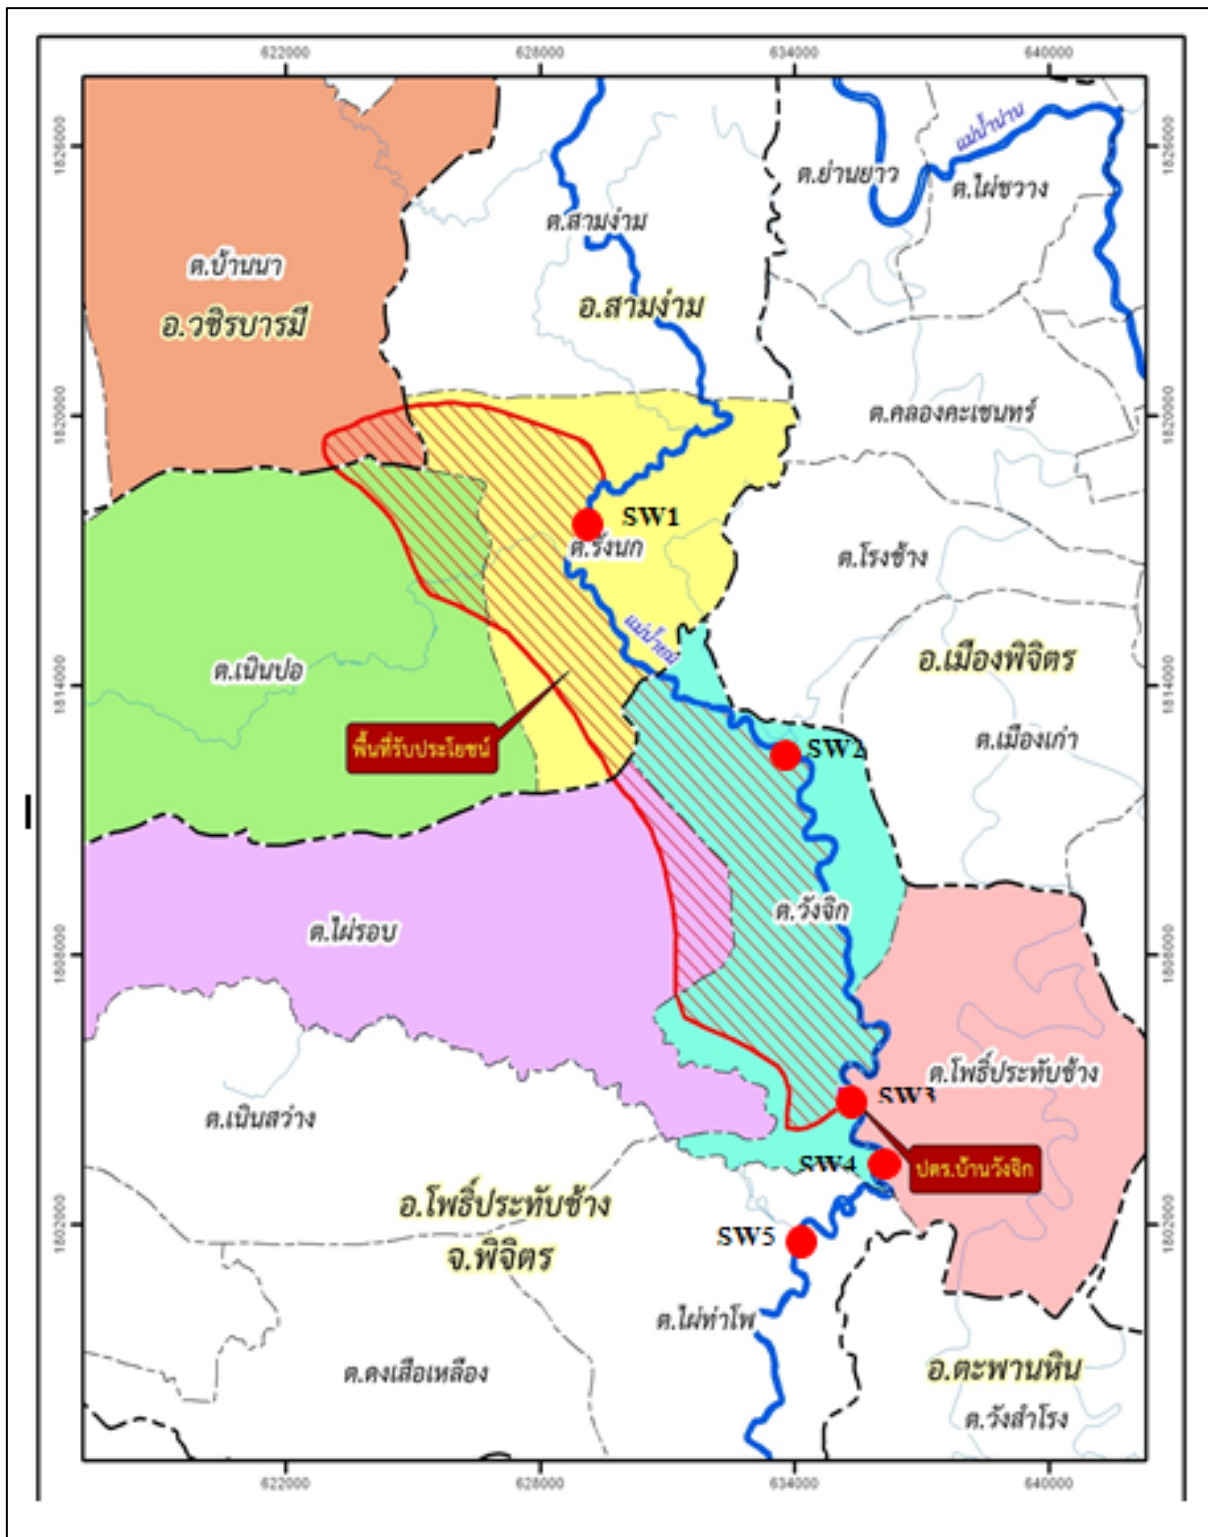 622000 628000 634000 640000
1826000 1826000
แม่น้ำน่าน
ต.ย่านยาว
ต.ไผ่ขวาง
ต.สามง่าม
ต.บ้านนา
อ.วชิรบารมี
อ.สามง่าม
1820000 1820000
ต.คลองคะเชนทร์
SW1
ต.รังนก
ต.โรงช้าง
แม่น้ำยม
อ.เมืองพิจิตร
ต.เนินปอ
1814000 1814000
ต.เมืองเก่า
พื้นที่รับประโยชน์
SW2
ต.วังจิก
ต.ไผ่รอบ
1808000 1808000
ต.โพธิ์ประทับช้าง
SW3
ต.เนินสว่าง
SW4
ปตร.บ้านวังจิก
อ.โพธิ์ประทับช้าง
1802000 1802000
SW5
จ.พิจิตร
ต.ไผ่ท่าโพ
ต.ดงเสือเหลือง
อ.ตะพานหิน
ต.วังสำโรง
622000 628000 634000 640000